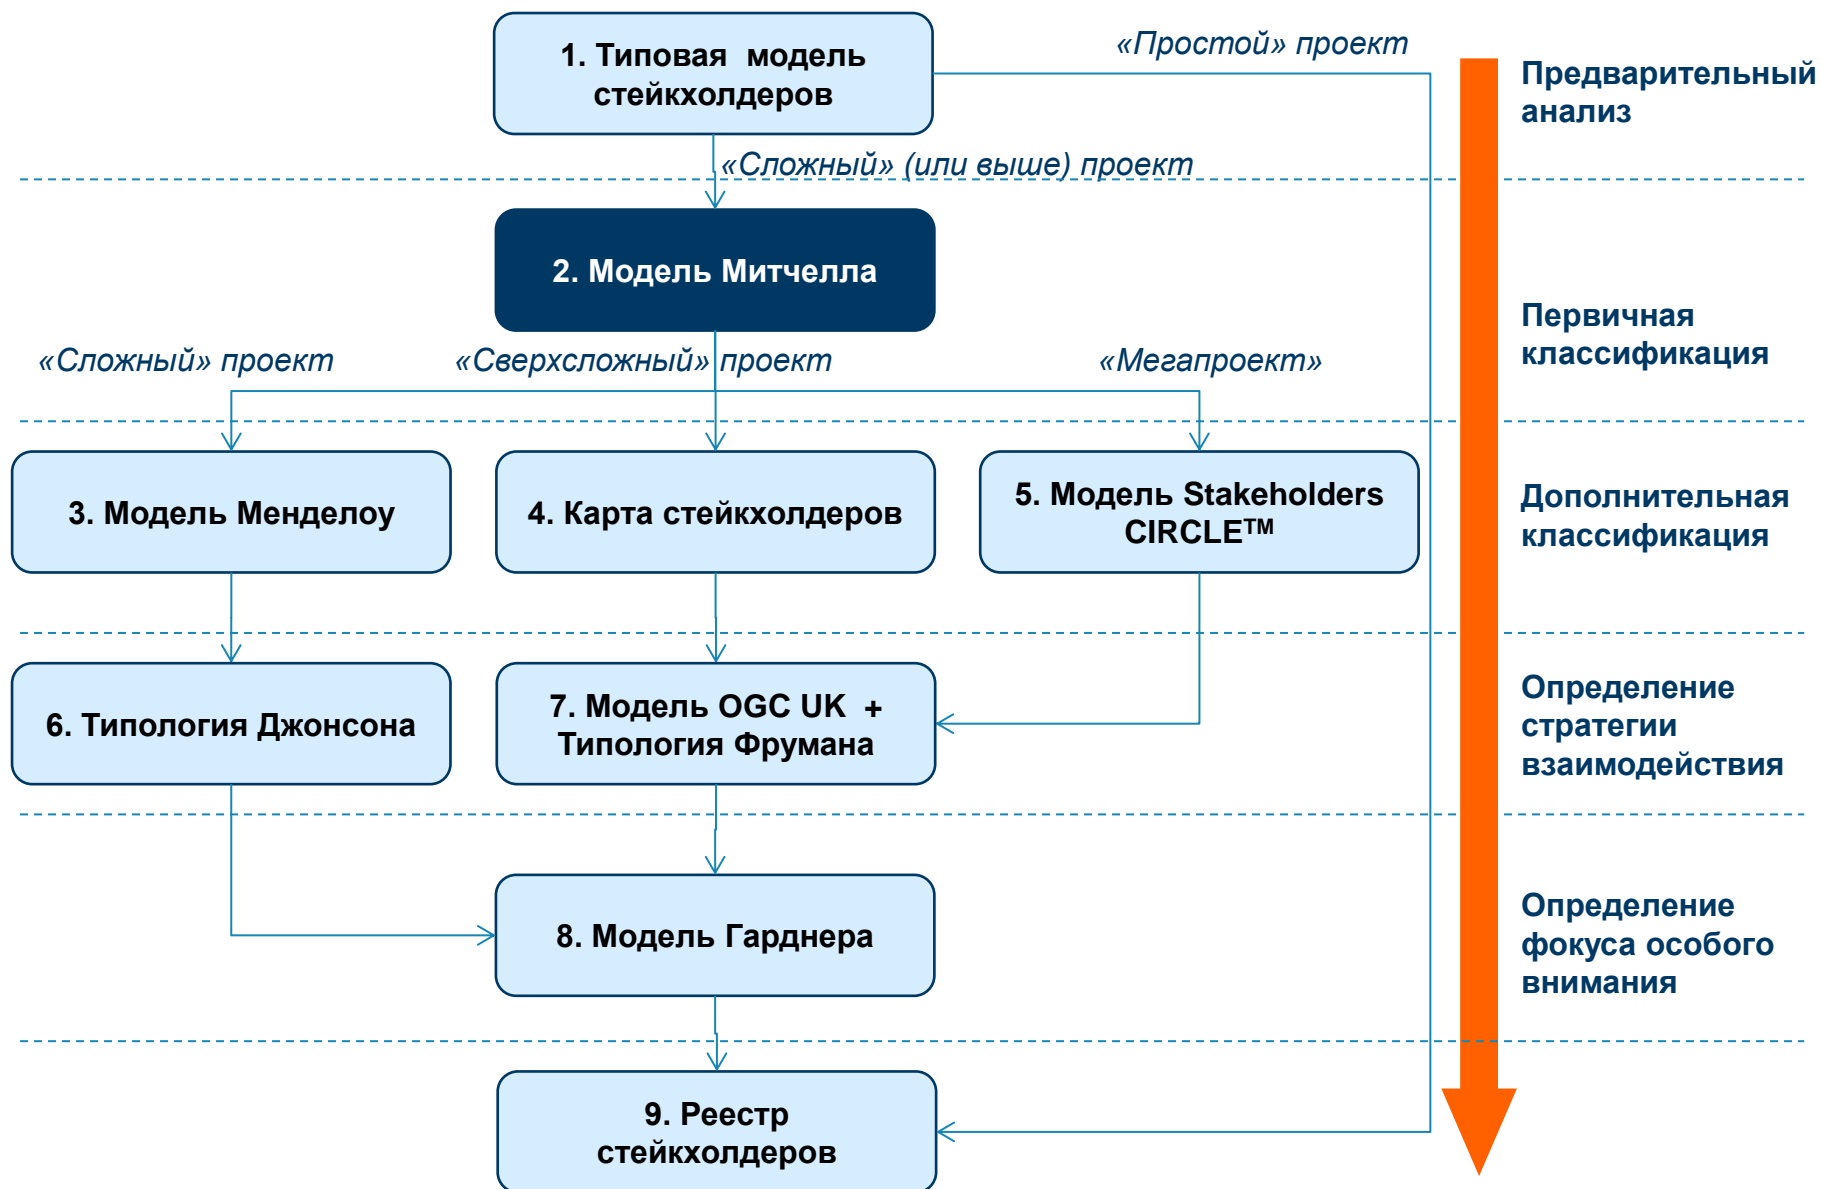 1. Типовая модель
стейкхолдеров
«Простой» проект
Предварительный
анализ
«Сложный» (или выше) проект
2. Модель Митчелла
Первичная
классификация
«Сложный» проект
«Сверхсложный» проект
«Мегапроект»
3. Модель Менделоу
4. Карта стейкхолдеров
5. Модель Stakeholders
CIRCLE™
Дополнительная
классификация
6. Типология Джонсона
7. Модель OGC UK +
Типология Фрумана
Определение
стратегии
взаимодействия
8. Модель Гарднера
Определение
фокуса особого
внимания
9. Реестр
стейкхолдеров